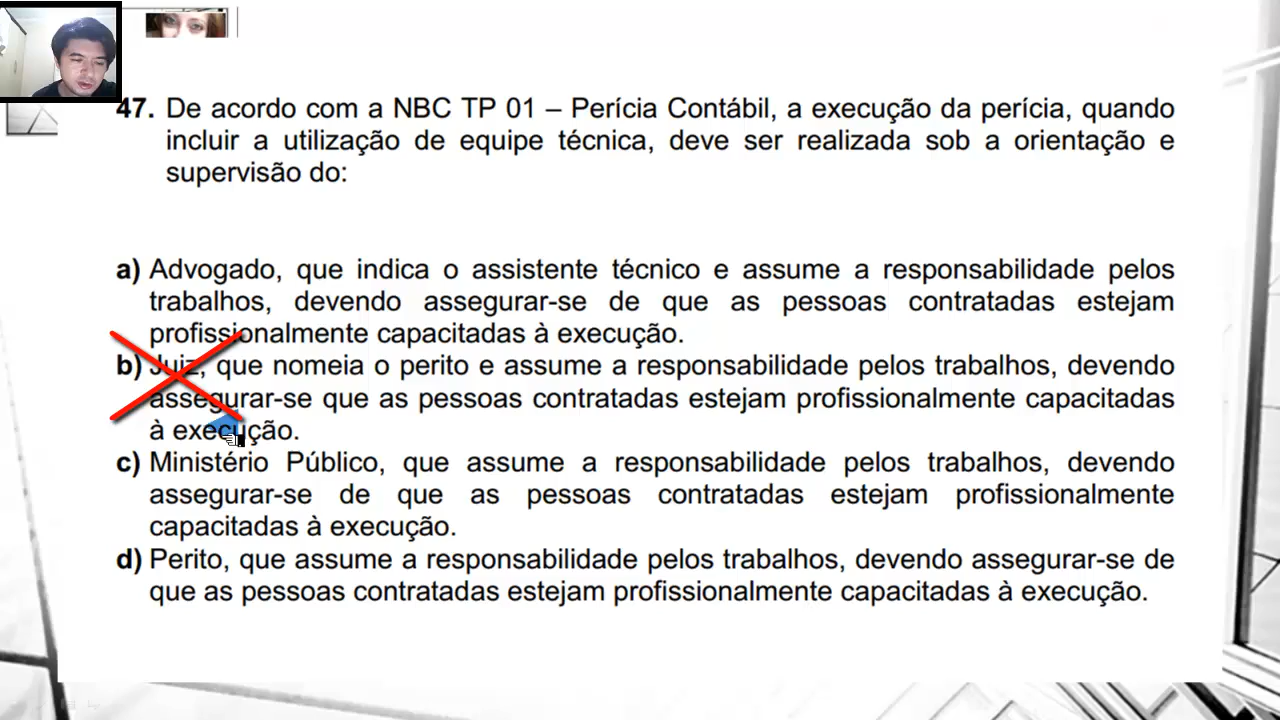 47. De acordo com a NBC TP 01 – Perícia Contábil, a execução da perícia, quando
incluir a utilização de equipe técnica, deve ser realizada sob a orientação e
supervisão do:
a) Advogado, que indica o assistente técnico e assume a responsabilidade pelos
trabalhos, devendo assegurar-se de que as pessoas contratadas estejam
profissionalmente capacitadas à execução.
b) Juiz, que nomeia o perito e assume a responsabilidade pelos trabalhos, devendo
assegurar-se que as pessoas contratadas estejam profissionalmente capacitadas
à execução.
c) Ministério Público, que assume a responsabilidade pelos trabalhos, devendo
assegurar-se de que as pessoas contratadas estejam profissionalmente
capacitadas à execução.
d) Perito, que assume a responsabilidade pelos trabalhos, devendo assegurar-se de
que as pessoas contratadas estejam profissionalmente capacitadas à execução.